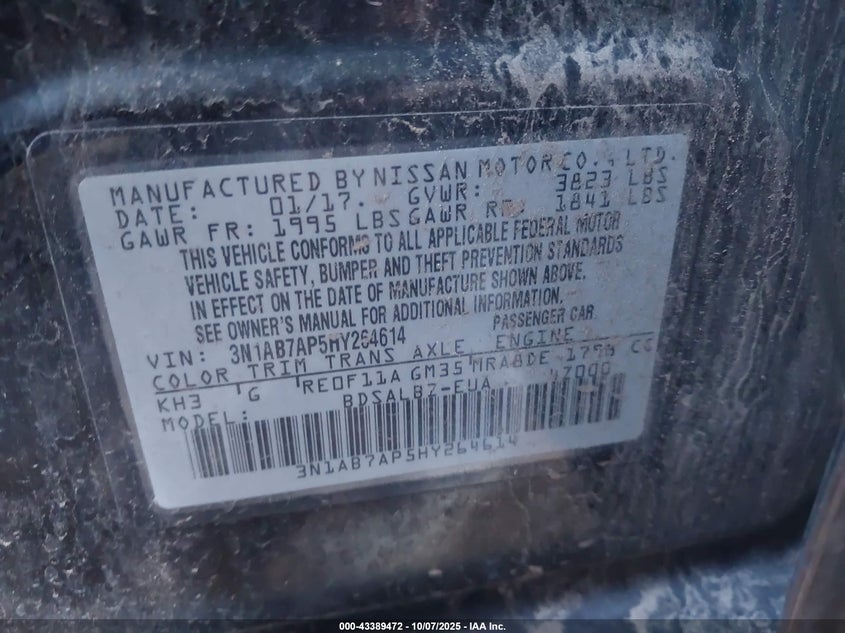 MANUFACTURED BY NISSAN MOTOR CO., LTD.
DATE: 01/17. GVWR: 3823 LBS
GAWR FR: 1995 LBS GAWR RR: 1841 LBS
THIS VEHICLE CONFORMS TO ALL APPLICABLE FEDERAL MOTOR
VEHICLE SAFETY, BUMPER AND THEFT PREVENTION STANDARDS
IN EFFECT ON THE DATE OF MANUFACTURE SHOWN ABOVE.
SEE OWNER'S MANUAL FOR ADDITIONAL INFORMATION.
PASSENGER CAR
VIN: 3N1AB7AP5HY264614
COLOR TRIM TRANS AXLE ENGINE
KH3 G RE0F11A GM35 MRA8DE 1798 CC
MODEL: BDSALBZ-EUA
3N1AB7AP5HY264614
000-43389472 - 10/07/2025 - IAA Inc.